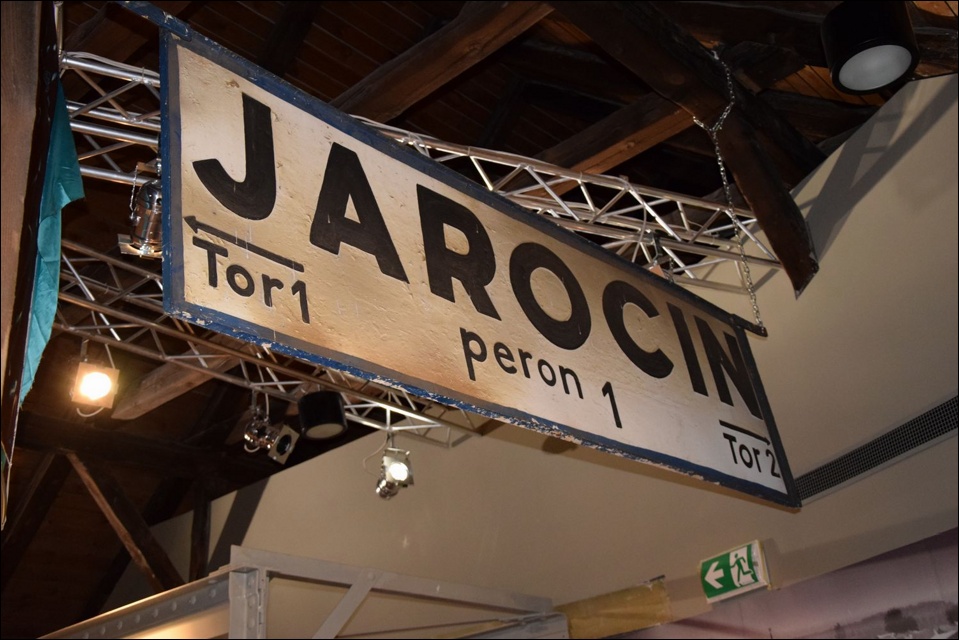 JAROCIN
Tor 1
peron 1
Tor 2